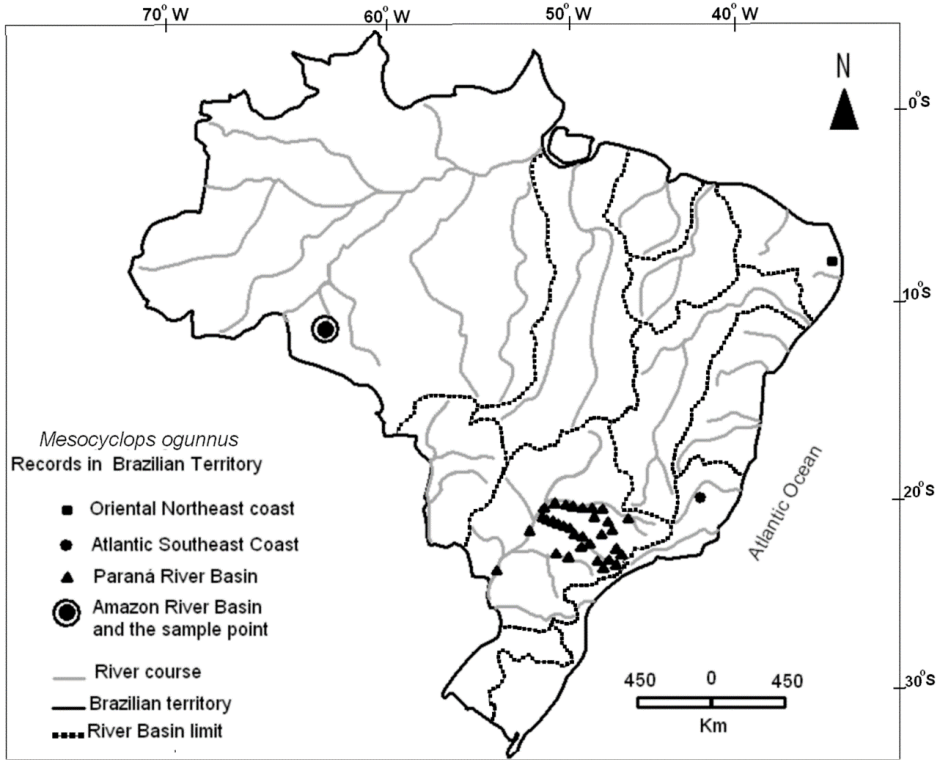 70°W 60°W 50°W 40°W
N
0°S
10°S
Mesocyclops ogunnus
Records in Brazilian Territory
20°S
Oriental Northeast coast
Atlantic Southeast Coast
Paraná River Basin
Amazon River Basin
and the sample point
Atlantic Ocean
River course
Brazilian territory
River Basin limit
450 0 450
Km
30°S